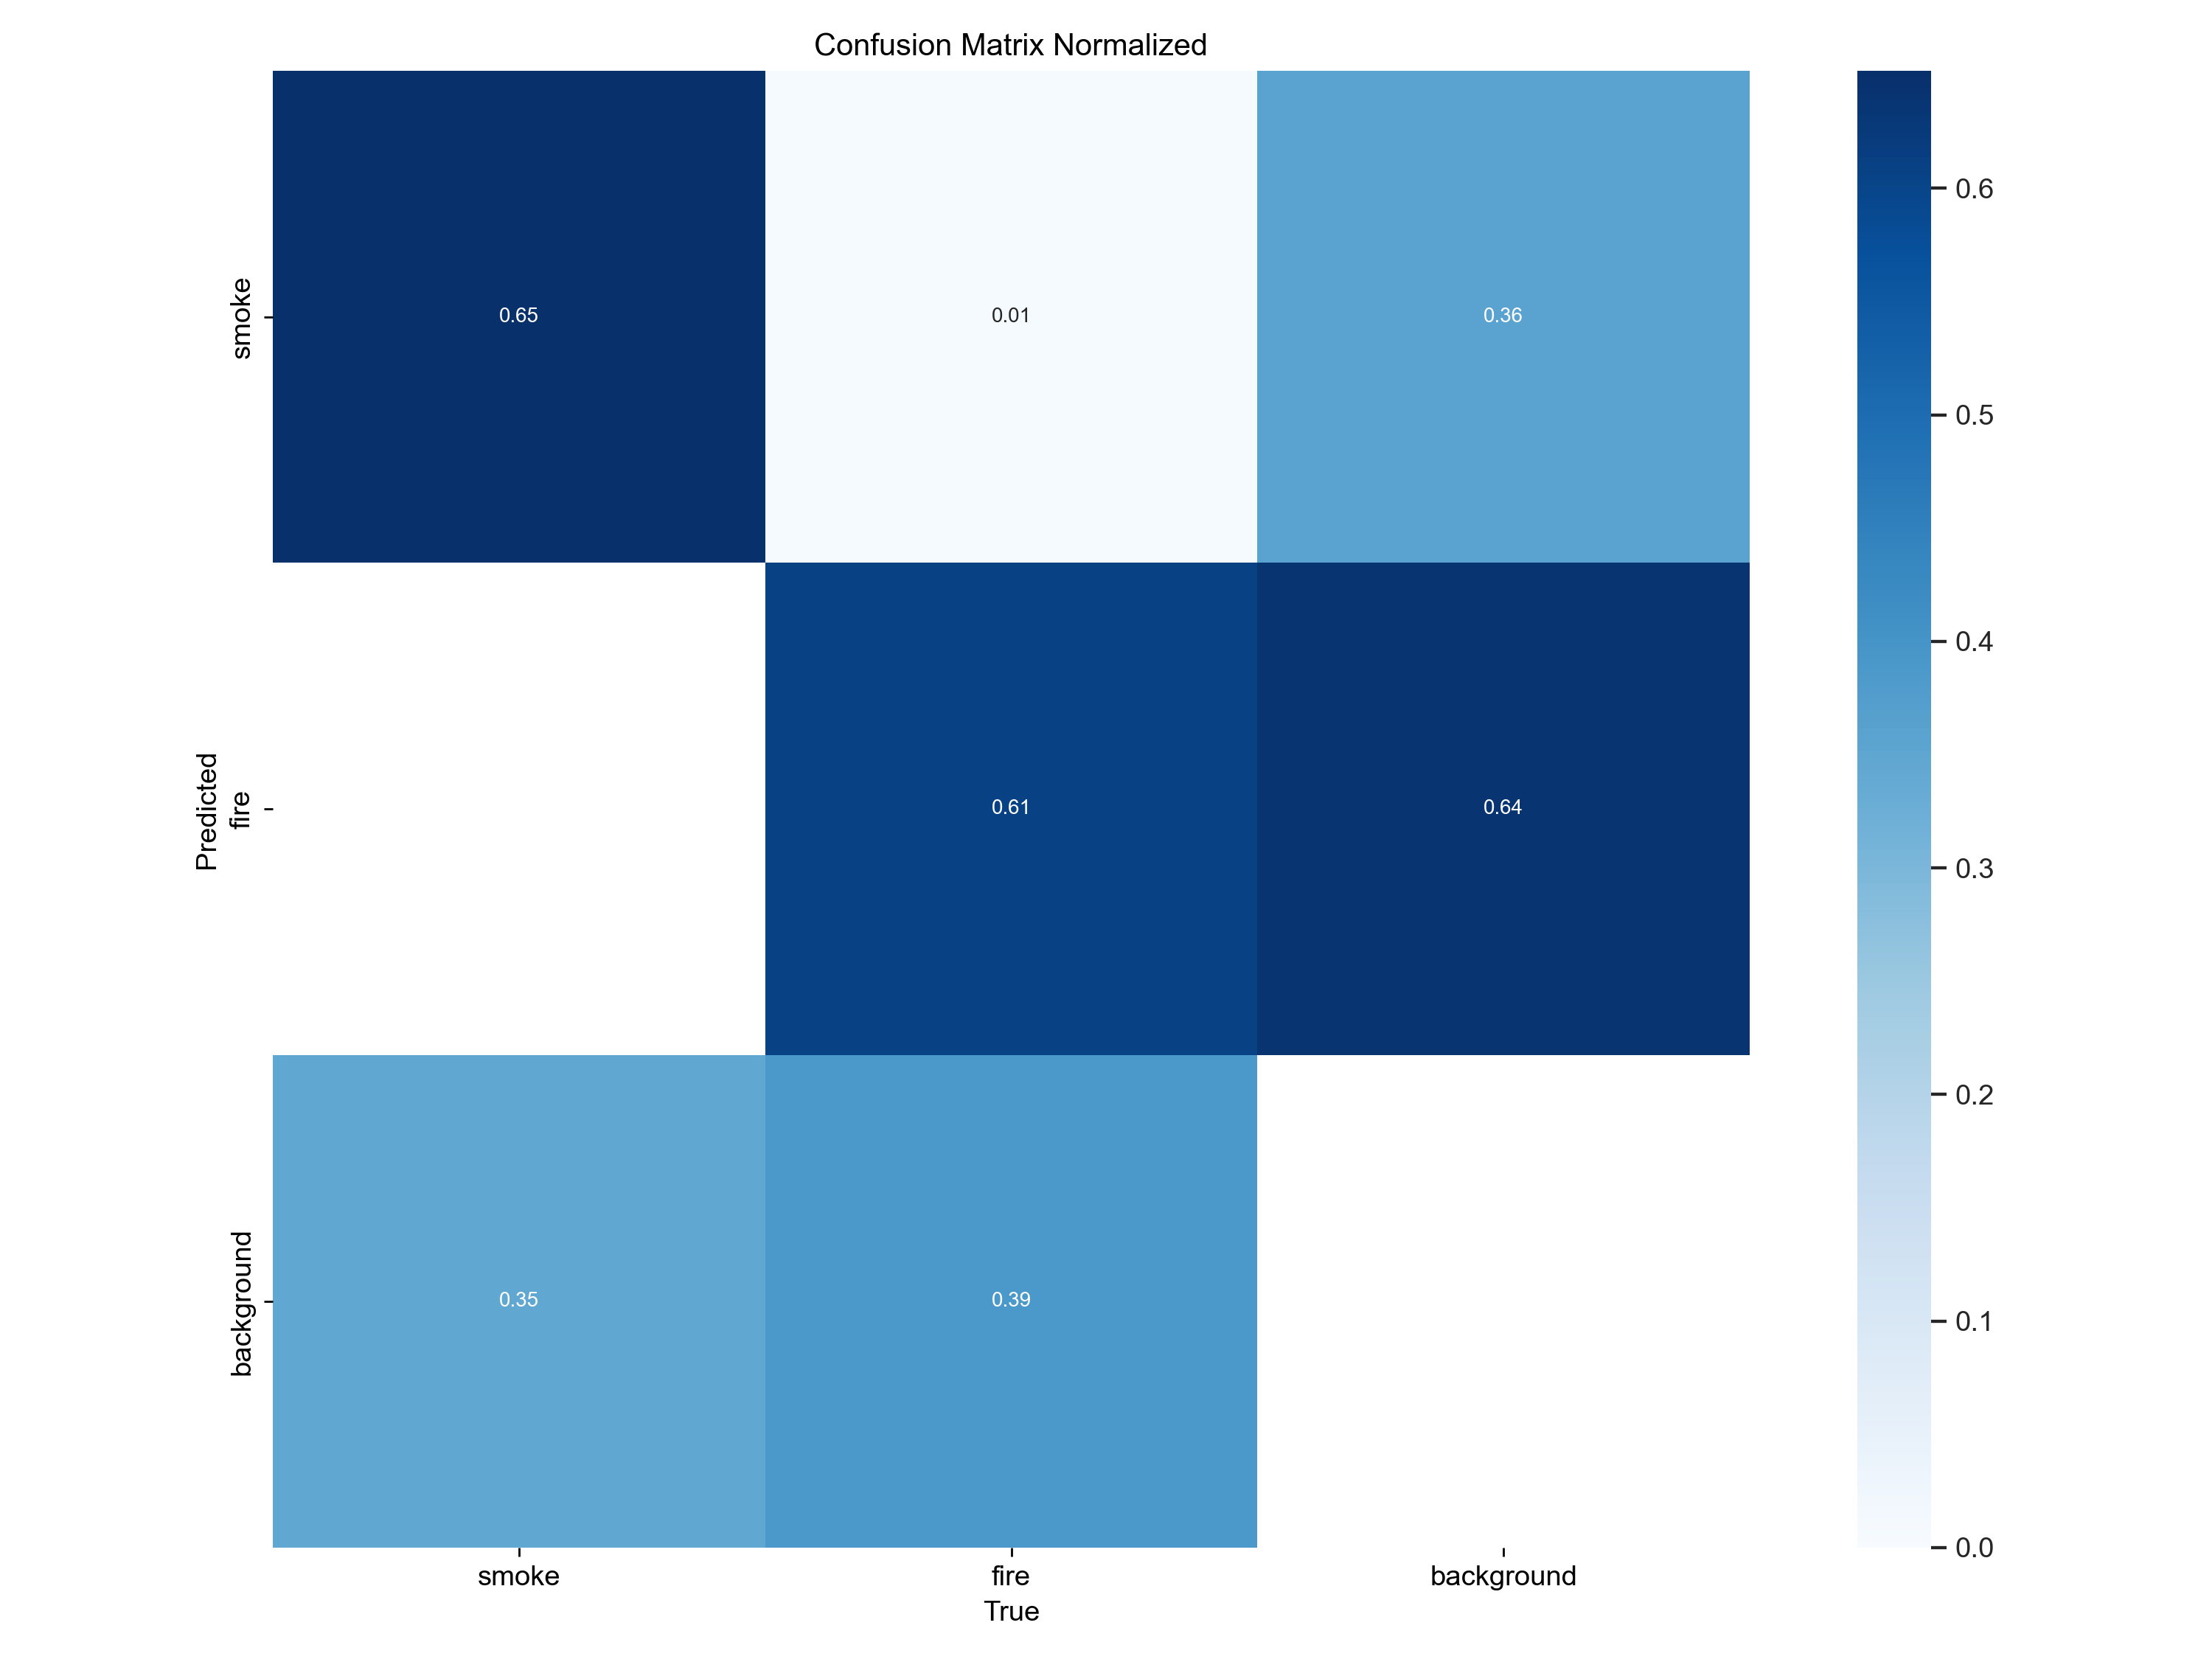 Confusion Matrix Normalized
smoke
0.65
0.01
0.36
0.6
0.5
0.4
Predicted
fire
0.61
0.64
0.3
0.2
background
0.35
0.39
0.1
0.0
smoke
fire
background
True